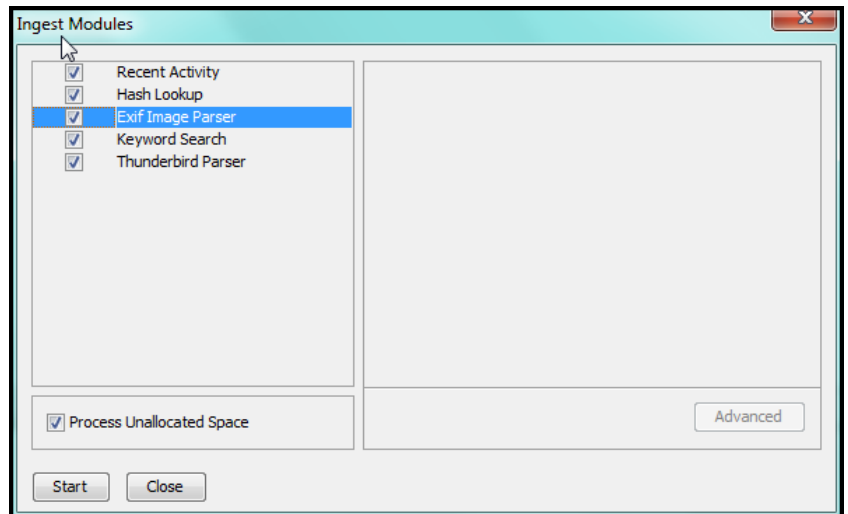 Ingest Modules
Recent Activity
Hash Lookup
Exif Image Parser
Keyword Search
Thunderbird Parser
Process Unallocated Space
Advanced
Start
Close